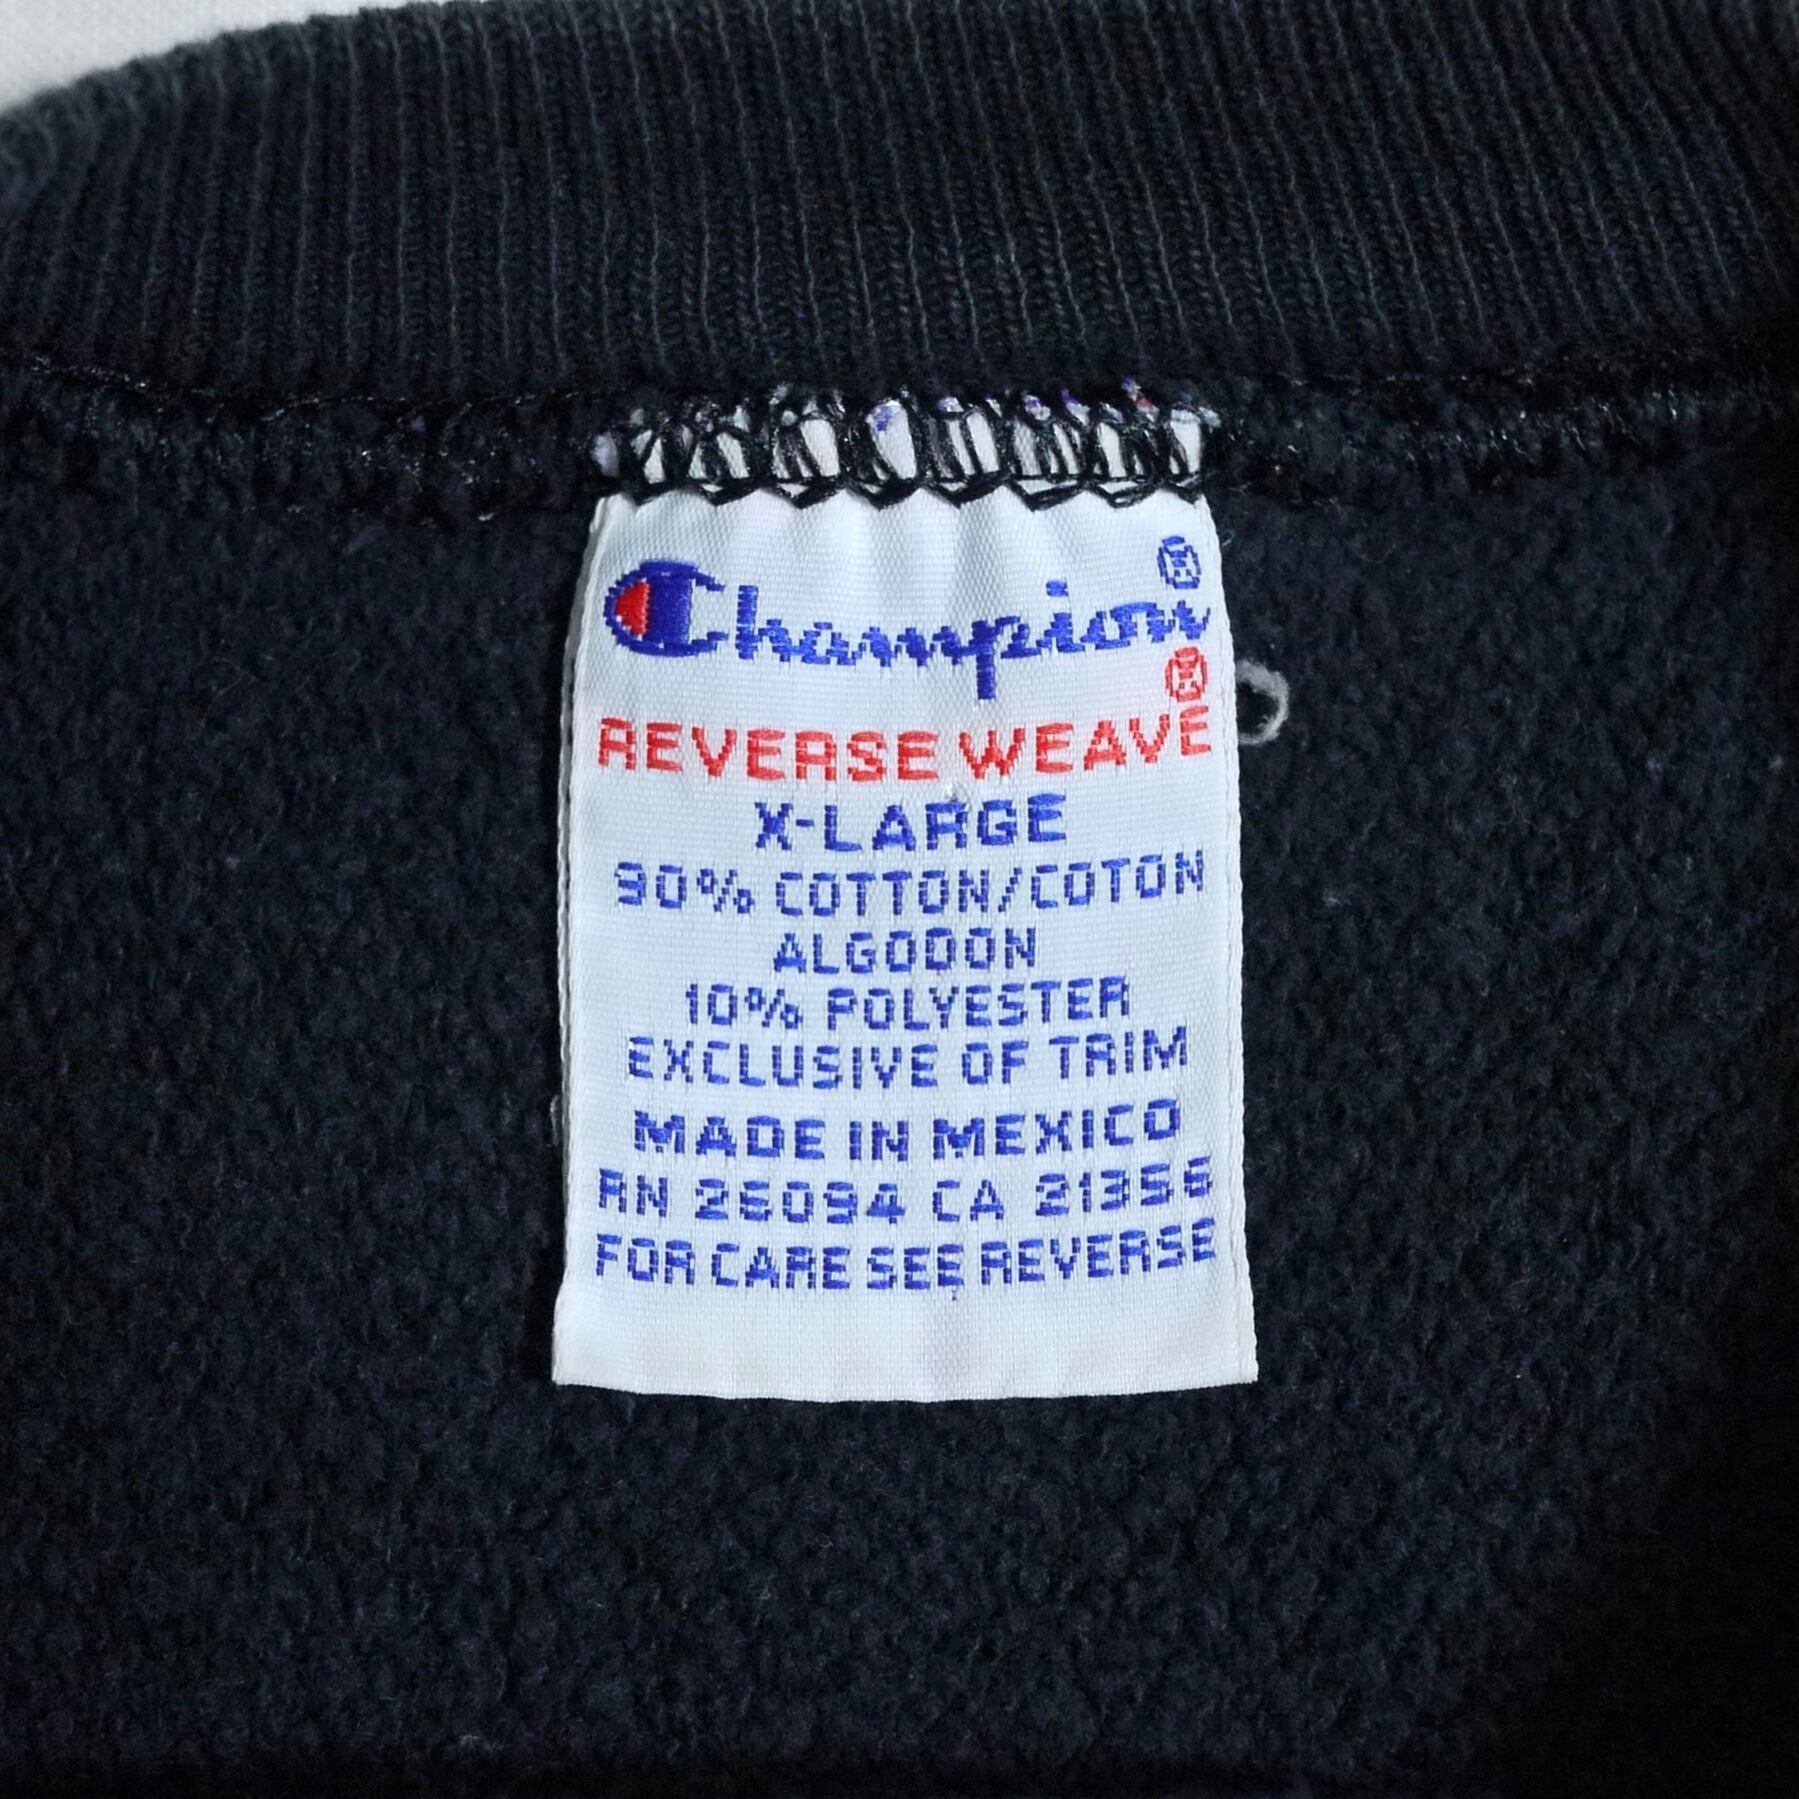 Champion®
REVERSE WEAVE®
X-LARGE
90% COTTON/COTON
ALGODON
10% POLYESTER
EXCLUSIVE OF TRIM
MADE IN MEXICO
RN 26094 CA 21356
FOR CARE SEE REVERSE